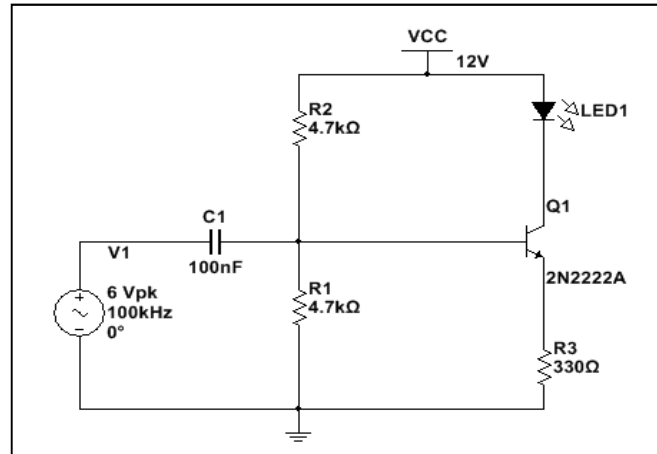 VCC
12V
R2
4.7kΩ
LED1
C1
Q1
V1
100nF
6 Vpk
100kHz
0°
R1
4.7kΩ
2N2222A
R3
330Ω